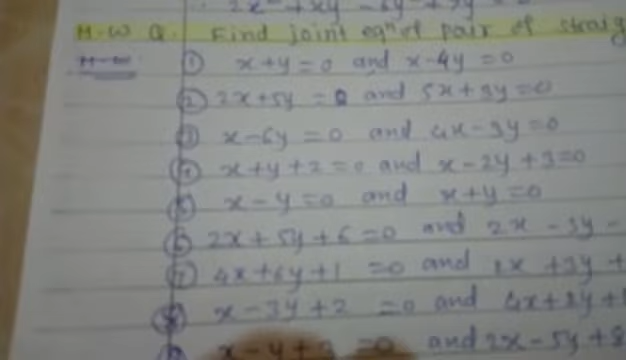 H.W Q. Find joint eqn of pair of straig
H.W ① x+y=0 and x-4y=0
② 2x+5y=0 and 5x+3y=0
③ x-6y=0 and 4x-3y=0
④ x+y+2=0 and x-2y+3=0
⑤ x-y=0 and x+y=0
⑥ 2x+5y+6=0 and 2x-3y-
⑦ 4x+6y+1=0 and x+3y+
⑧ x-3y+2=0 and 4x+8y+
x-y+ =0 and 2x-5y+8